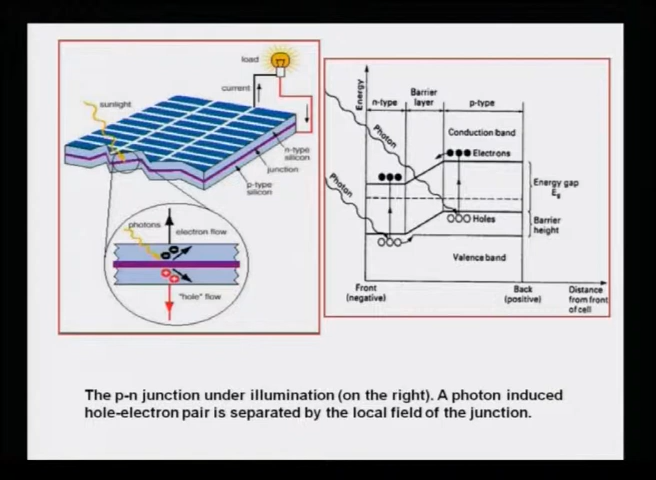 load
current
sunlight
n-type
silicon
junction
p-type
silicon
photons
electron flow
"hole" flow
Energy
n-type
Barrier
layer
p-type
Photon
Conduction band
Electrons
Photon
Energy gap
Eg
Holes
Barrier
height
Valence band
Front
(negative)
Back
(positive)
Distance
from front
of cell
The p-n junction under illumination (on the right). A photon induced
hole-electron pair is separated by the local field of the junction.